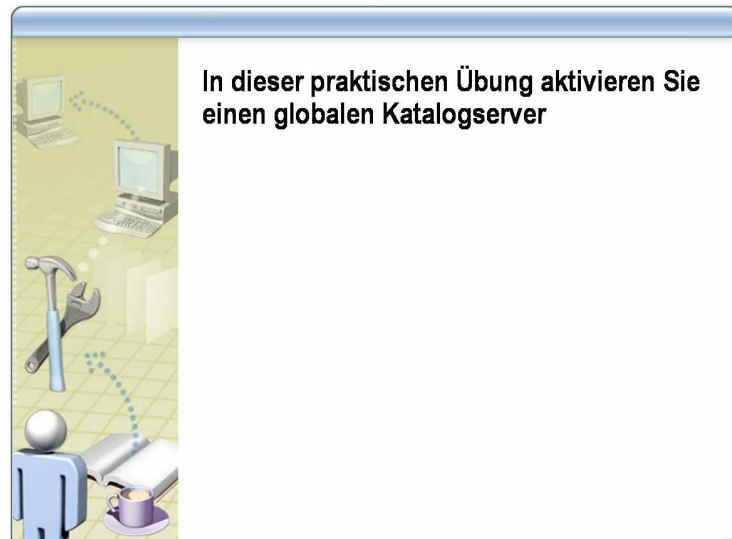 In dieser praktischen Übung aktivieren Sie
einen globalen Katalogserver